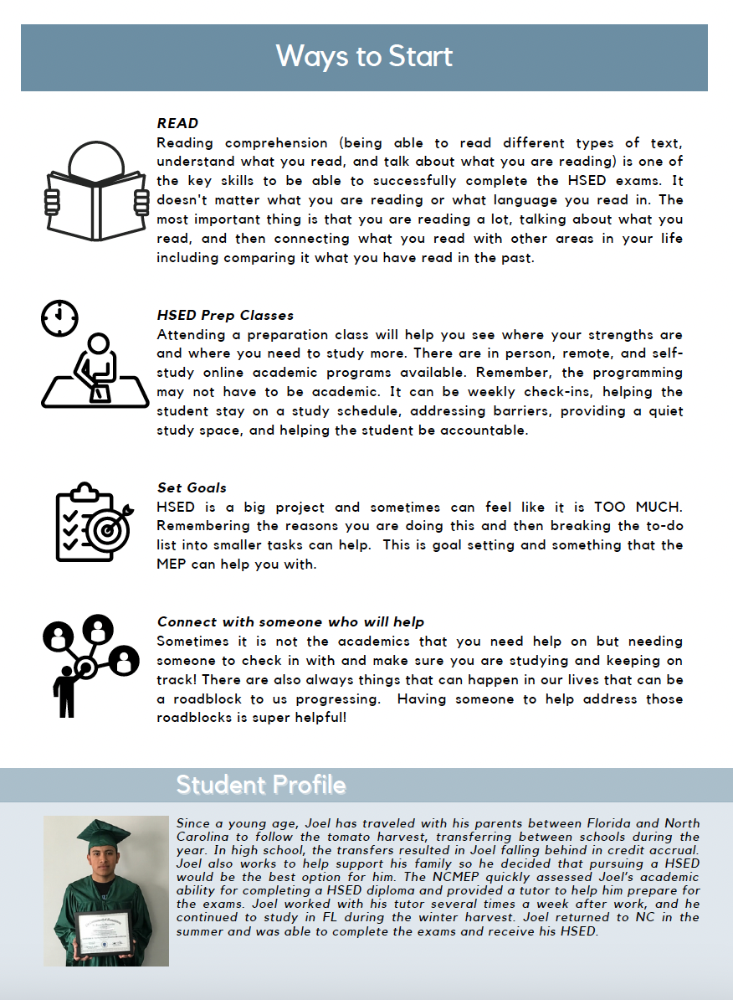 Ways to Start
READ
Reading comprehension (being able to read different types of text,
understand what you read, and talk about what you are reading) is one of
the key skills to be able to successfully complete the HSED exams. It
doesn't matter what you are reading or what language you read in. The
most important thing is that you are reading a lot, talking about what you
read, and then connecting what you read with other areas in your life
including comparing it what you have read in the past.
HSED Prep Classes
Attending a preparation class will help you see where your strengths are
and where you need to study more. There are in person, remote, and self-
study online academic programs available. Remember, the programming
may not have to be academic. It can be weekly check-ins, helping the
student stay on a study schedule, addressing barriers, providing a quiet
study space, and helping the student be accountable.
Set Goals
HSED is a big project and sometimes can feel like it is TOO MUCH.
Remembering the reasons you are doing this and then breaking the to-do
list into smaller tasks can help.  This is goal setting and something that the
MEP can help you with.
Connect with someone who will help
Sometimes it is not the academics that you need help on but needing
someone to check in with and make sure you are studying and keeping on
track! There are also always things that can happen in our lives that can be
a roadblock to us progressing.  Having someone to help address those
roadblocks is super helpful!
Student Profile
Since a young age, Joel has traveled with his parents between Florida and North
Carolina to follow the tomato harvest, transferring between schools during the
year. In high school, the transfers resulted in Joel falling behind in credit accrual.
Joel also works to help support his family so he decided that pursuing a HSED
would be the best option for him. The NCMEP quickly assessed Joel's academic
ability for completing a HSED diploma and provided a tutor to help him prepare for
the exams. Joel worked with his tutor several times a week after work, and he
continued to study in FL during the winter harvest. Joel returned to NC in the
summer and was able to complete the exams and receive his HSED.